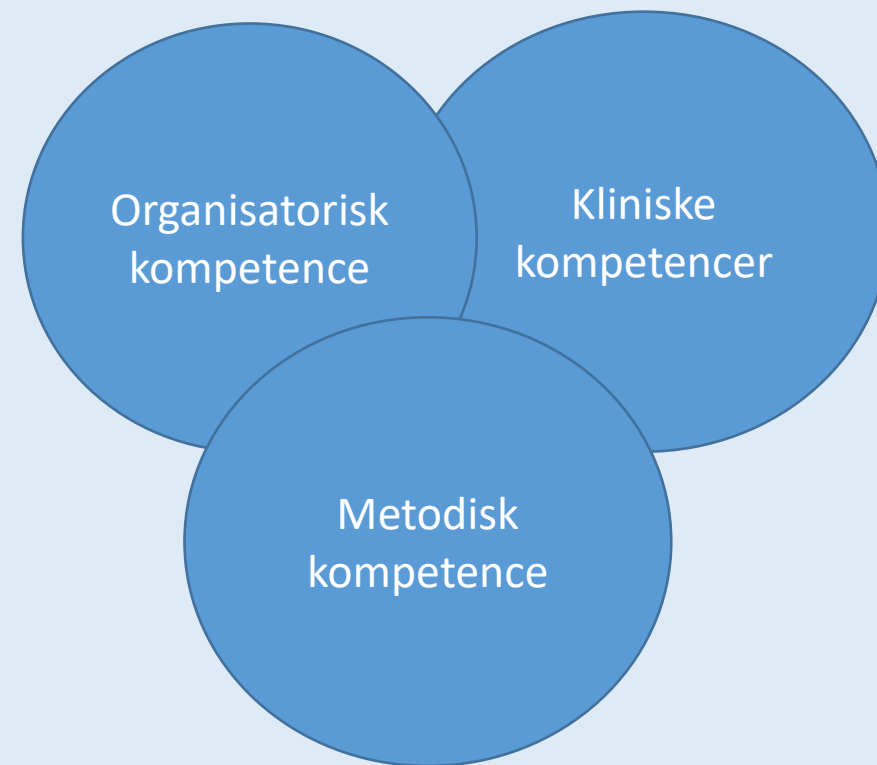 Organisatorisk
kompetence
Kliniske
kompetencer
Metodisk
kompetence